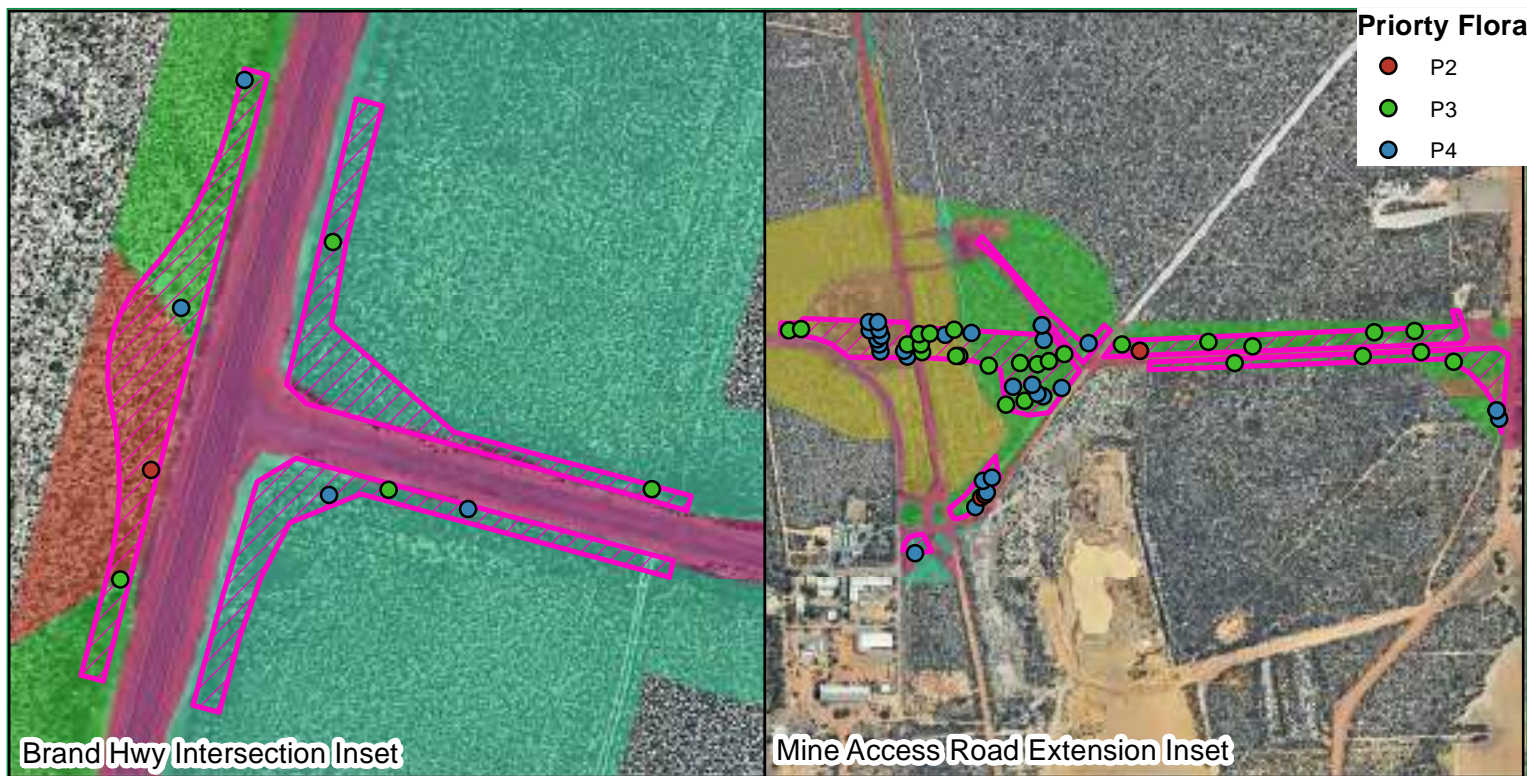 Priorty Flora
P2
P3
P4
Brand Hwy Intersection Inset
Mine Access Road Extension Inset